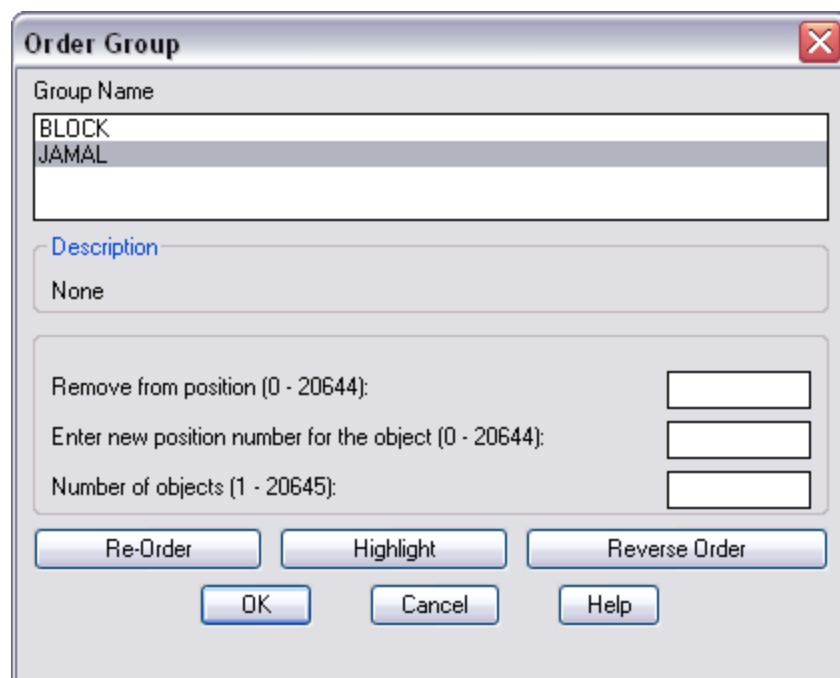 Order Group
Group Name
BLOCK
JAMAL
Description
None
Remove from position (0 - 20644):
Enter new position number for the object (0 - 20644):
Number of objects (1 - 20645):
Re-Order Highlight Reverse Order
OK Cancel Help